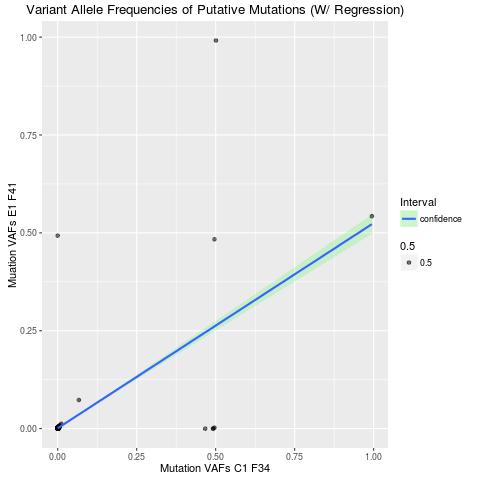 Variant Allele Frequencies of Putative Mutations (W/ Regression)
1.00
0.75
0.50
0.25
0.00
Muation VAFs E1 F41
0.00 0.25 0.50 0.75 1.00
Mutation VAFs C1 F34
Interval
confidence
0.5
0.5